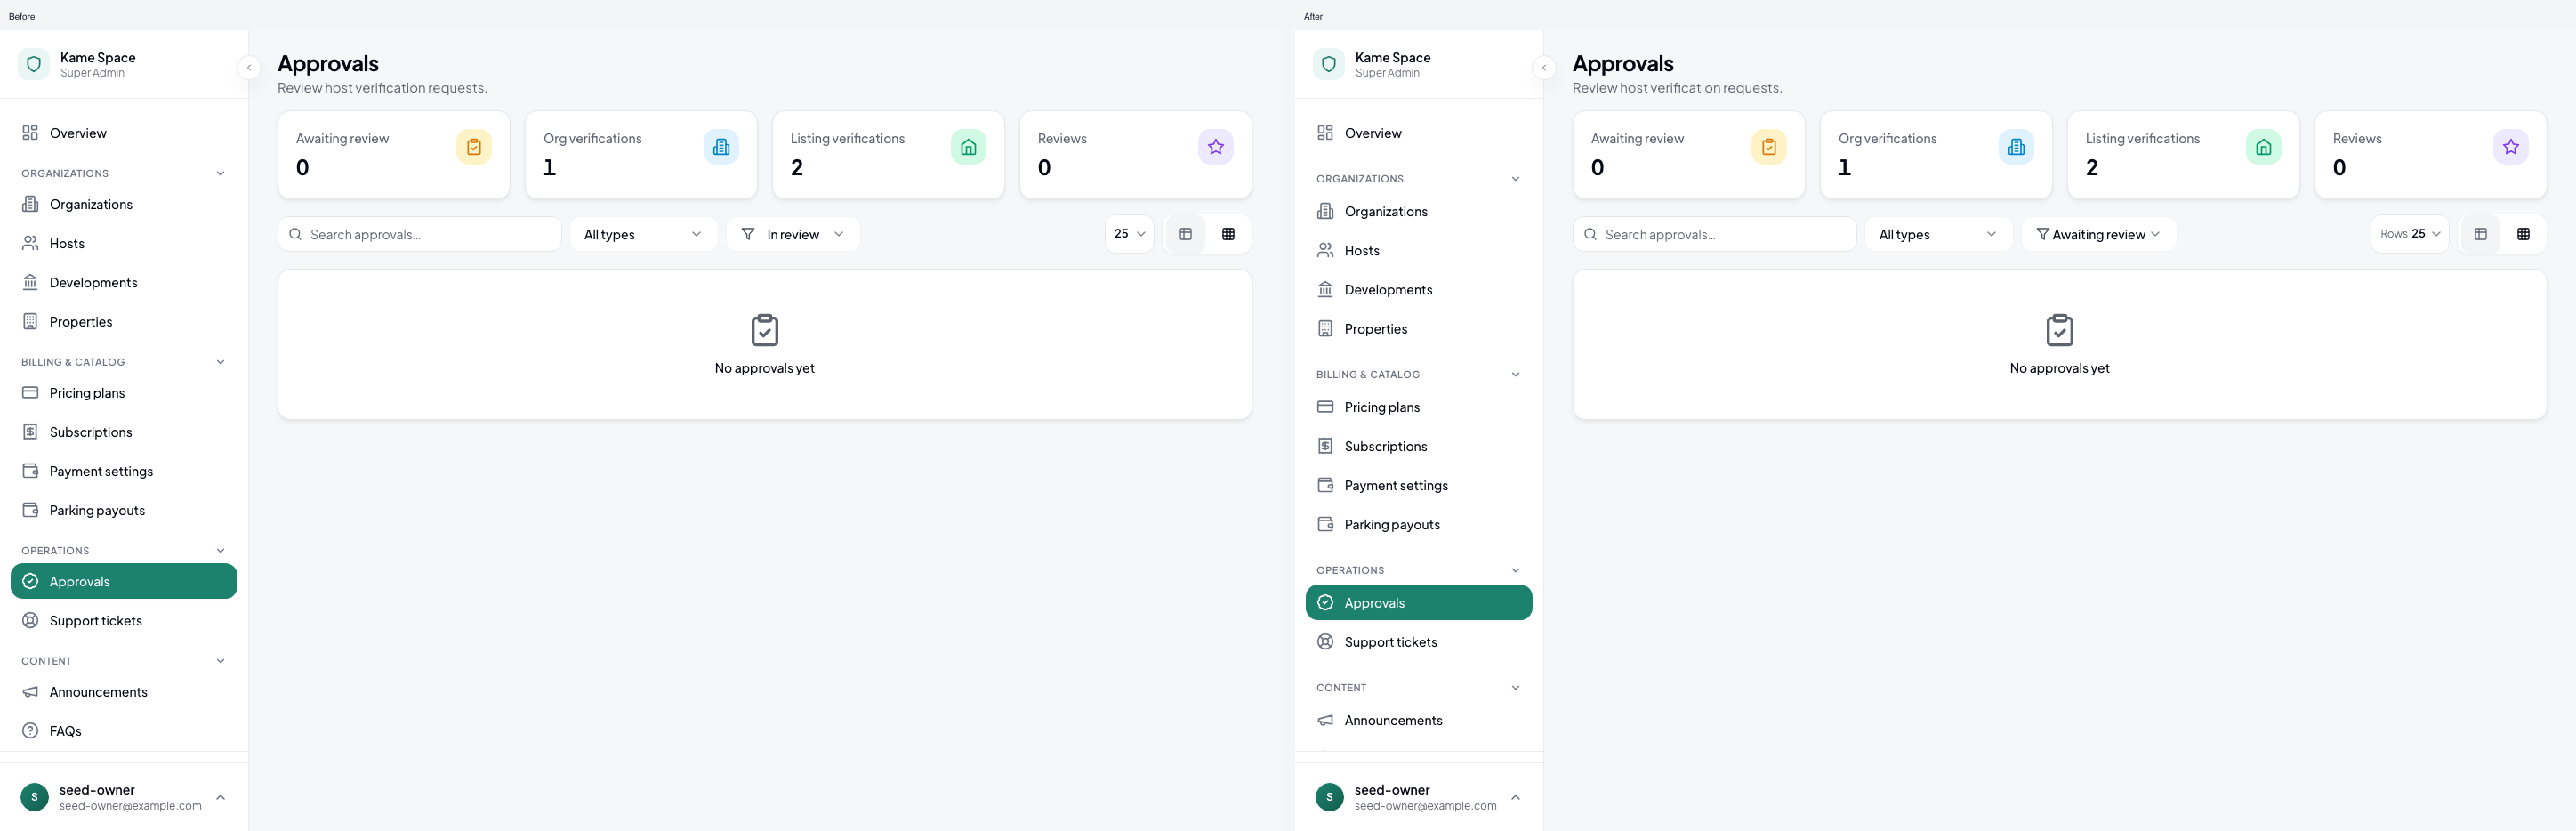 Before
Kame Space
Super Admin
Overview
ORGANIZATIONS
Organizations
Hosts
Developments
Properties
BILLING & CATALOG
Pricing plans
Subscriptions
Payment settings
Parking payouts
OPERATIONS
Approvals
Support tickets
CONTENT
Announcements
FAQs
S
seed-owner
seed-owner@example.com
Approvals
Review host verification requests.
Awaiting review
0
Org verifications
1
Listing verifications
2
Reviews
0
Search approvals...
All types
In review
25
No approvals yet
After
Kame Space
Super Admin
Overview
ORGANIZATIONS
Organizations
Hosts
Developments
Properties
BILLING & CATALOG
Pricing plans
Subscriptions
Payment settings
Parking payouts
OPERATIONS
Approvals
Support tickets
CONTENT
Announcements
S
seed-owner
seed-owner@example.com
Approvals
Review host verification requests.
Awaiting review
0
Org verifications
1
Listing verifications
2
Reviews
0
Search approvals...
All types
Awaiting review
Rows 25
No approvals yet